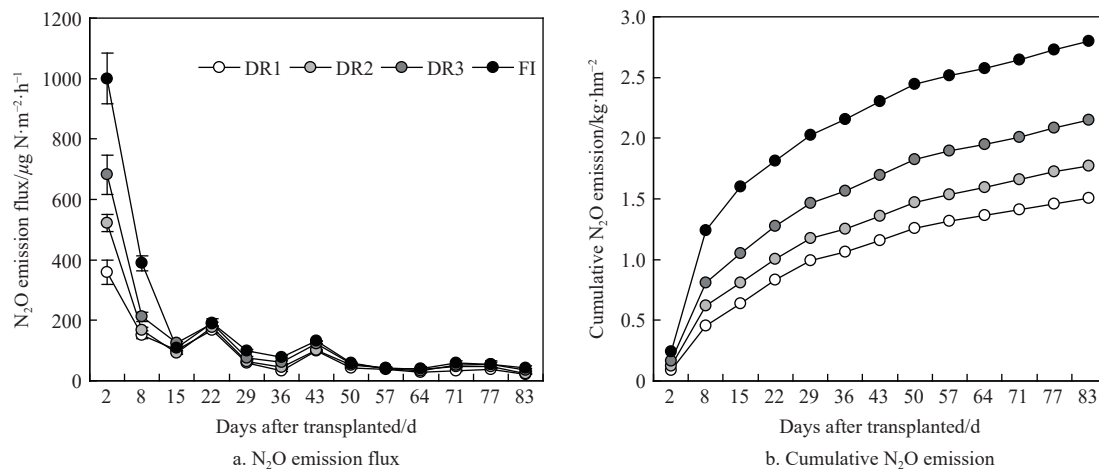 1200
1000
800
600
400
200
0
N₂O emission flux/μg N·m⁻²·h⁻¹
DR1 DR2 DR3 FI
2 8 15 22 29 36 43 50 57 64 71 77 83
Days after transplanted/d
a. N₂O emission flux
3.0
2.5
2.0
1.5
1.0
0.5
0
Cumulative N₂O emission/kg·hm⁻²
2 8 15 22 29 36 43 50 57 64 71 77 83
Days after transplanted/d
b. Cumulative N₂O emission